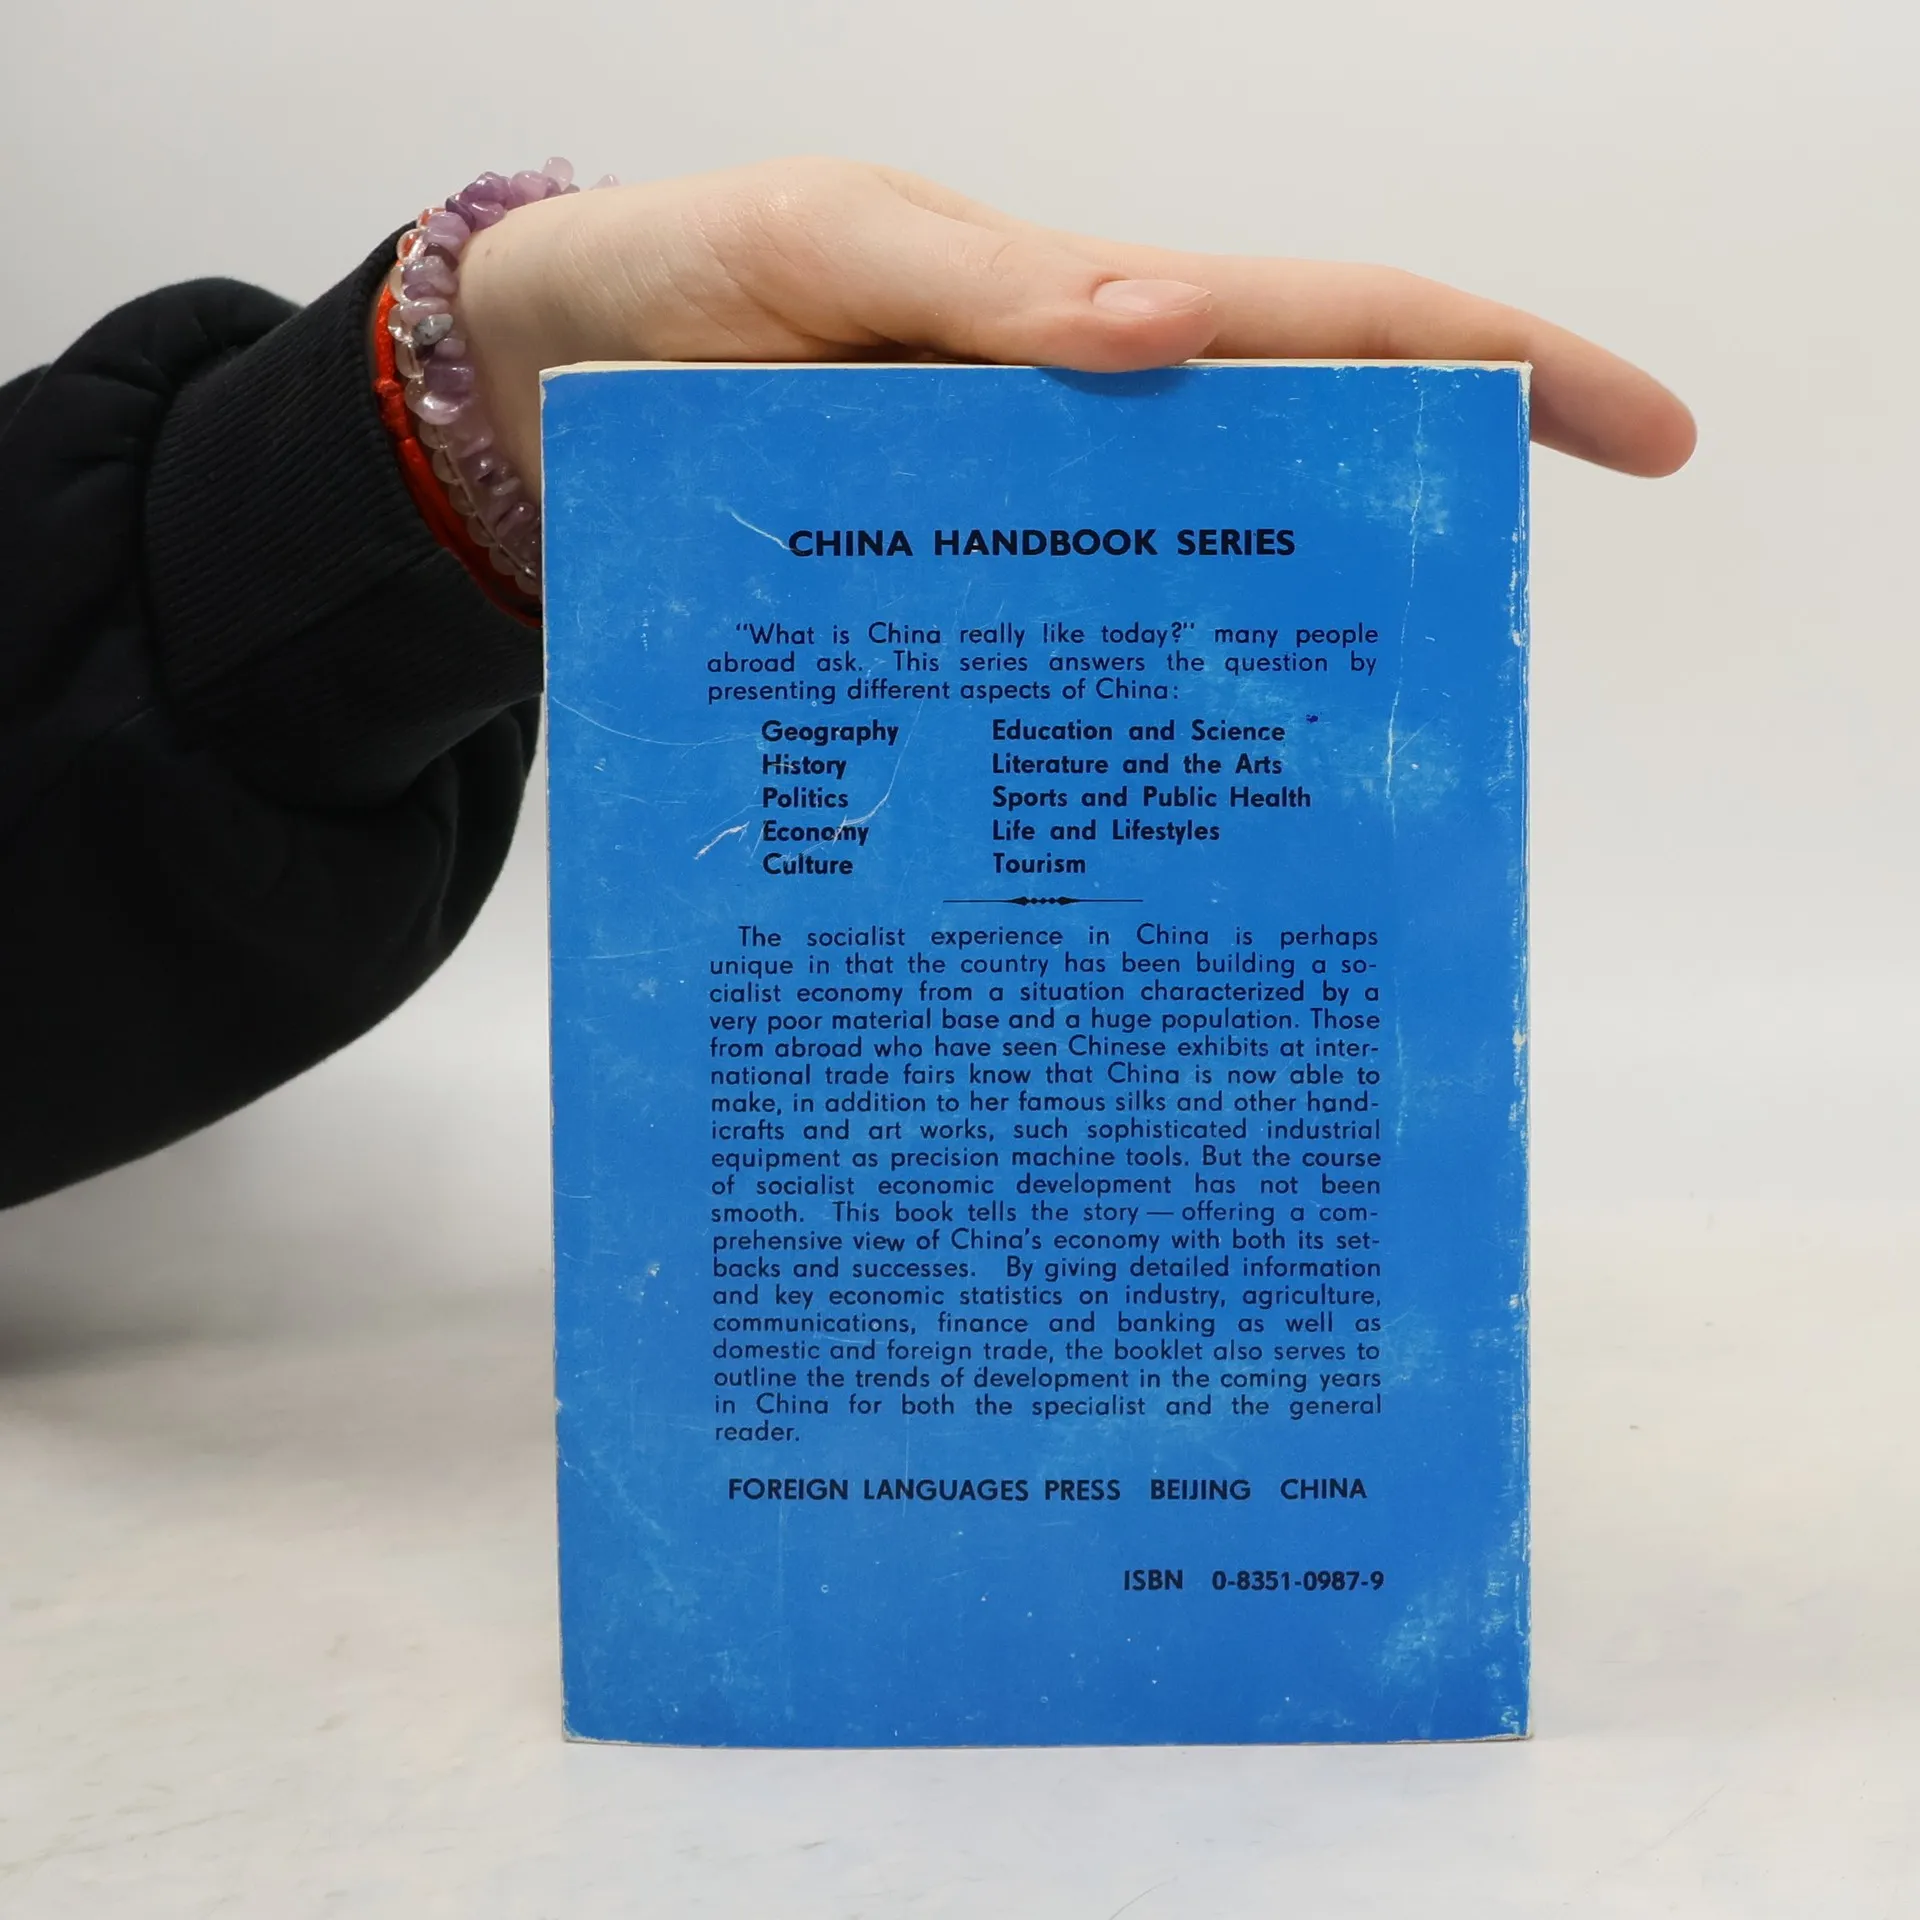 CHINA HANDBOOK SERIES
"What is China really like today?" many people
abroad ask. This series answers the question by
presenting different aspects of China:
Geography Education and Science
History Literature and the Arts
Politics Sports and Public Health
Economy Life and Lifestyles
Culture Tourism
The socialist experience in China is perhaps
unique in that the country has been building a so-
cialist economy from a situation characterized by a
very poor material base and a huge population. Those
from abroad who have seen Chinese exhibits at inter-
national trade fairs know that China is now able to
make, in addition to her famous silks and other hand-
icrafts and art works, such sophisticated industrial
equipment as precision machine tools. But the course
of socialist economic development has not been
smooth. This book tells the story — offering a com-
prehensive view of China's economy with both its set-
backs and successes. By giving detailed information
and key economic statistics on industry, agriculture,
communications, finance and banking as well as
domestic and foreign trade, the booklet also serves to
outline the trends of development in the coming years
in China for both the specialist and the general
reader.
FOREIGN LANGUAGES PRESS BEIJING CHINA
ISBN 0-8351-0987-9